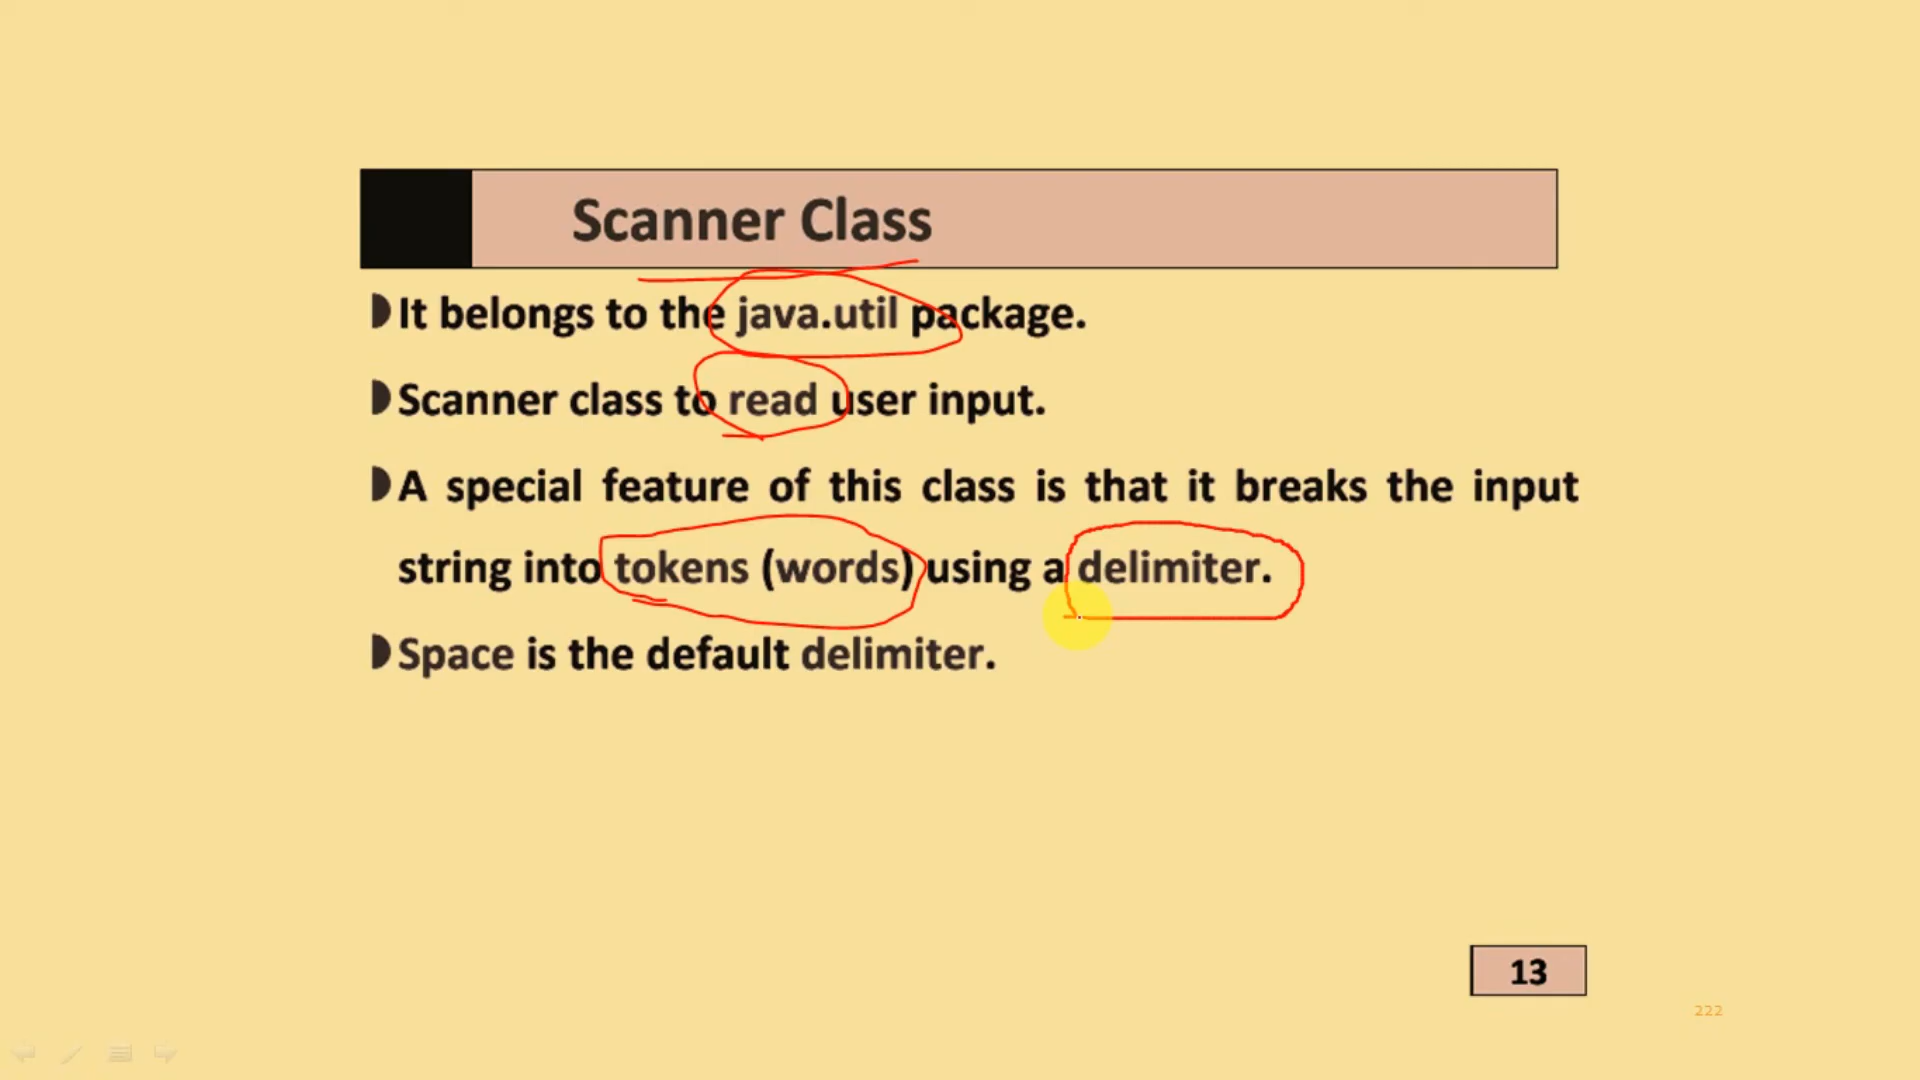 Scanner Class
It belongs to the java.util package.
Scanner class to read user input.
A special feature of this class is that it breaks the input
string into tokens (words) using a delimiter.
Space is the default delimiter.
13
222